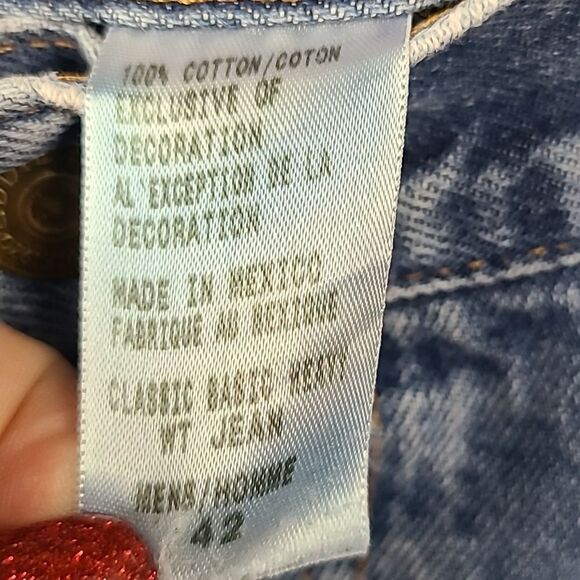 100% COTTON/COTON
EXCLUSIVE OF
DECORATION
AL EXCEPTION DE LA
DECORATION
MADE IN MEXICO
FABRIQUE AU MEXIQUE
CLASSIC BASIC HEAVY
WT JEAN
MENS/HOMME
42